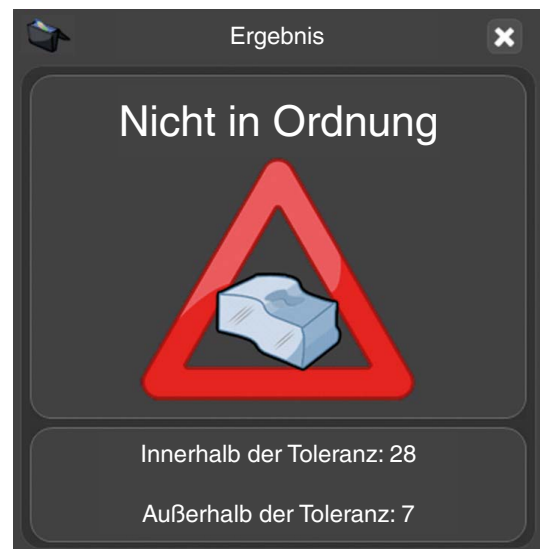 Ergebnis
Nicht in Ordnung
Innerhalb der Toleranz: 28
Außerhalb der Toleranz: 7